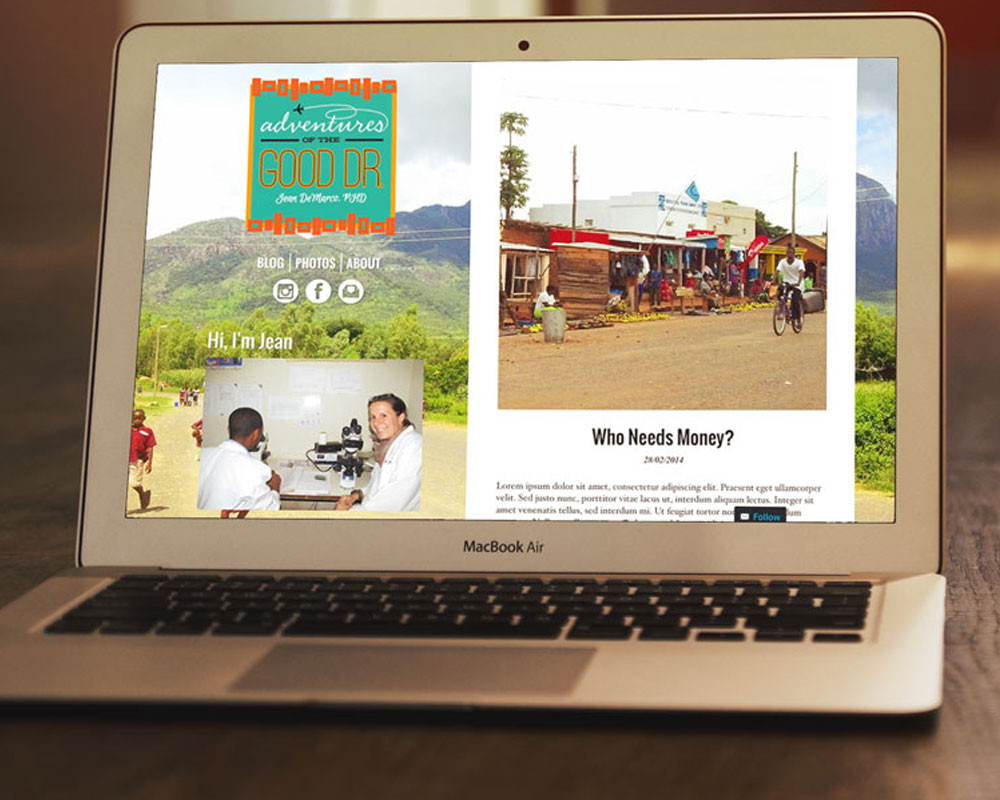 adventures
OF THE
GOOD DR.
Jean DeMarco, PHD
BLOG | PHOTOS | ABOUT
Hi, I'm Jean
Who Needs Money?
28/02/2014
Lorem ipsum dolor sit amet, consectetur adipiscing elit. Praesent eget ullamcorper
velit. Sed justo nunc, porttitor vitae lacus ut, interdum aliquam lectus. Integer sit
amet venenatis tellus, sed interdum mi. Ut feugiat tortor
Follow
MacBook Air